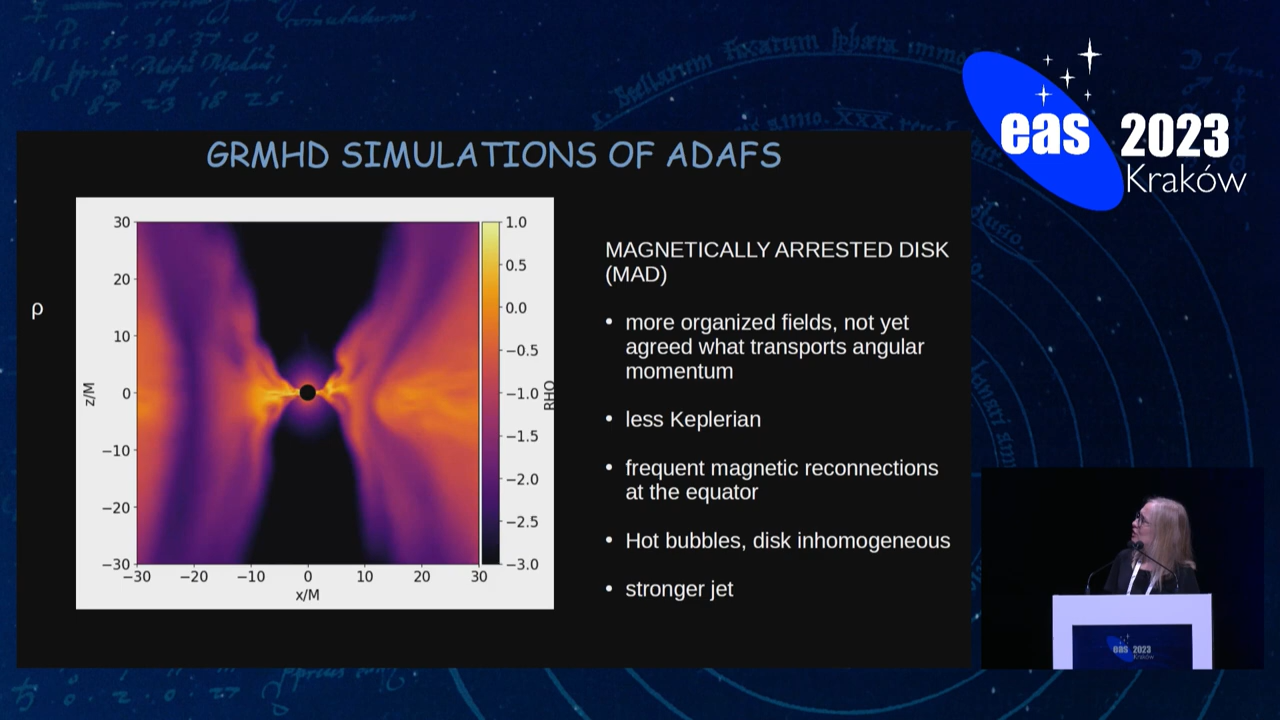 eas 2023
Kraków
GRMHD SIMULATIONS OF ADAFS
ρ
30
20
10
0
−10
−20
−30
z/M
−30
−20
−10
0
10
20
30
x/M
1.0
0.5
0.0
−0.5
−1.0
−1.5
−2.0
−2.5
−3.0
RHO
MAGNETICALLY ARRESTED DISK
(MAD)
• more organized fields, not yet
agreed what transports angular
momentum
• less Keplerian
• frequent magnetic reconnections
at the equator
• Hot bubbles, disk inhomogeneous
• stronger jet
eas 2023
Kraków